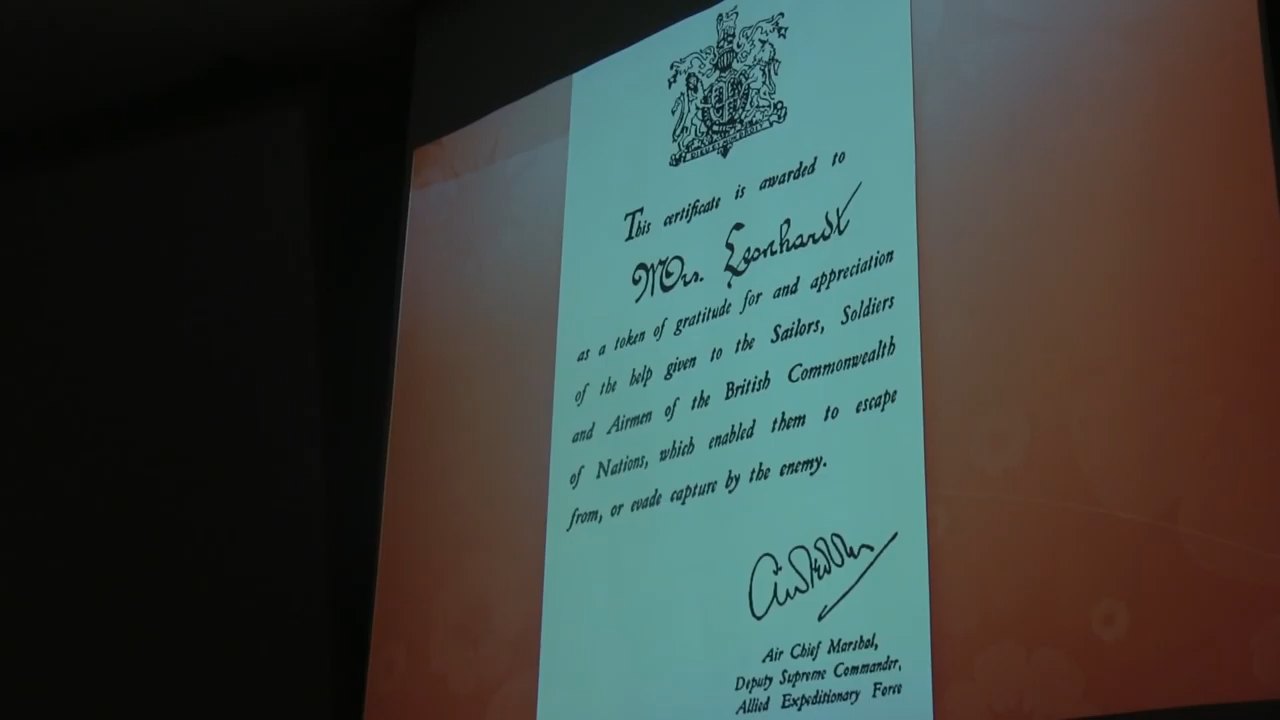 This certificate is awarded to
Mrs. Leonhardt
as a token of gratitude for and appreciation
of the help given to the Sailors, Soldiers
and Airmen of the British Commonwealth
of Nations, which enabled them to escape
from, or evade capture by the enemy.
Air Chief Marshal,
Deputy Supreme Commander,
Allied Expeditionary Force